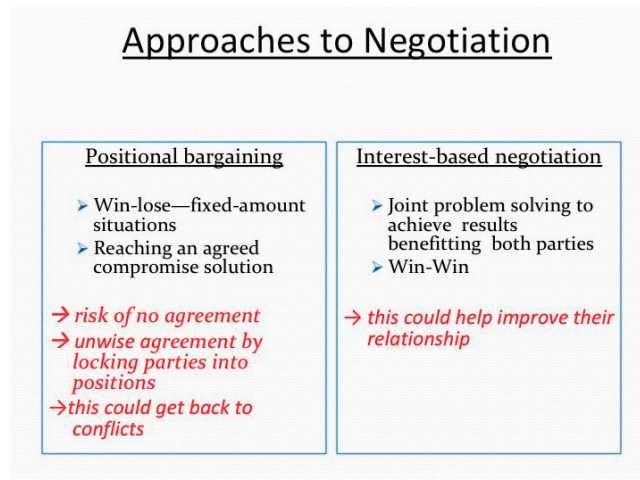 Approaches to Negotiation
Positional bargaining
➢ Win-lose—fixed-amount
situations
➢ Reaching an agreed
compromise solution
→ risk of no agreement
→ unwise agreement by
locking parties into
positions
→this could get back to
conflicts
Interest-based negotiation
➢ Joint problem solving to
achieve results
benefitting both parties
➢ Win-Win
→ this could help improve their
relationship